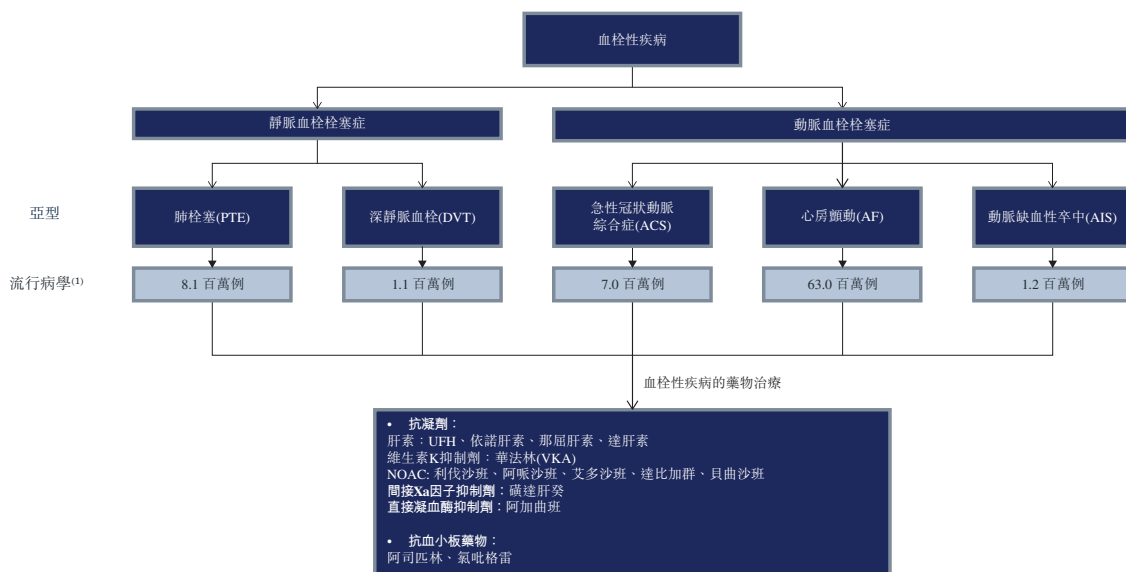 血栓性疾病
靜脈血栓栓塞症
動脈血栓栓塞症
亞型
肺栓塞(PTE)
深靜脈血栓(DVT)
急性冠狀動脈
綜合症(ACS)
心房顫動(AF)
動脈缺血性卒中(AIS)
流行病學(1)
8.1 百萬例
1.1 百萬例
7.0 百萬例
63.0 百萬例
1.2 百萬例
血栓性疾病的藥物治療
• 抗凝劑：
肝素：UFH、依諾肝素、那屈肝素、達肝素
維生素K抑制劑：華法林(VKA)
NOAC: 利伐沙班、阿哌沙班、艾多沙班、達比加群、貝曲沙班
間接Xa因子抑制劑：磺達肝癸
直接凝血酶抑制劑：阿加曲班
• 抗血小板藥物：
阿司匹林、氯吡格雷